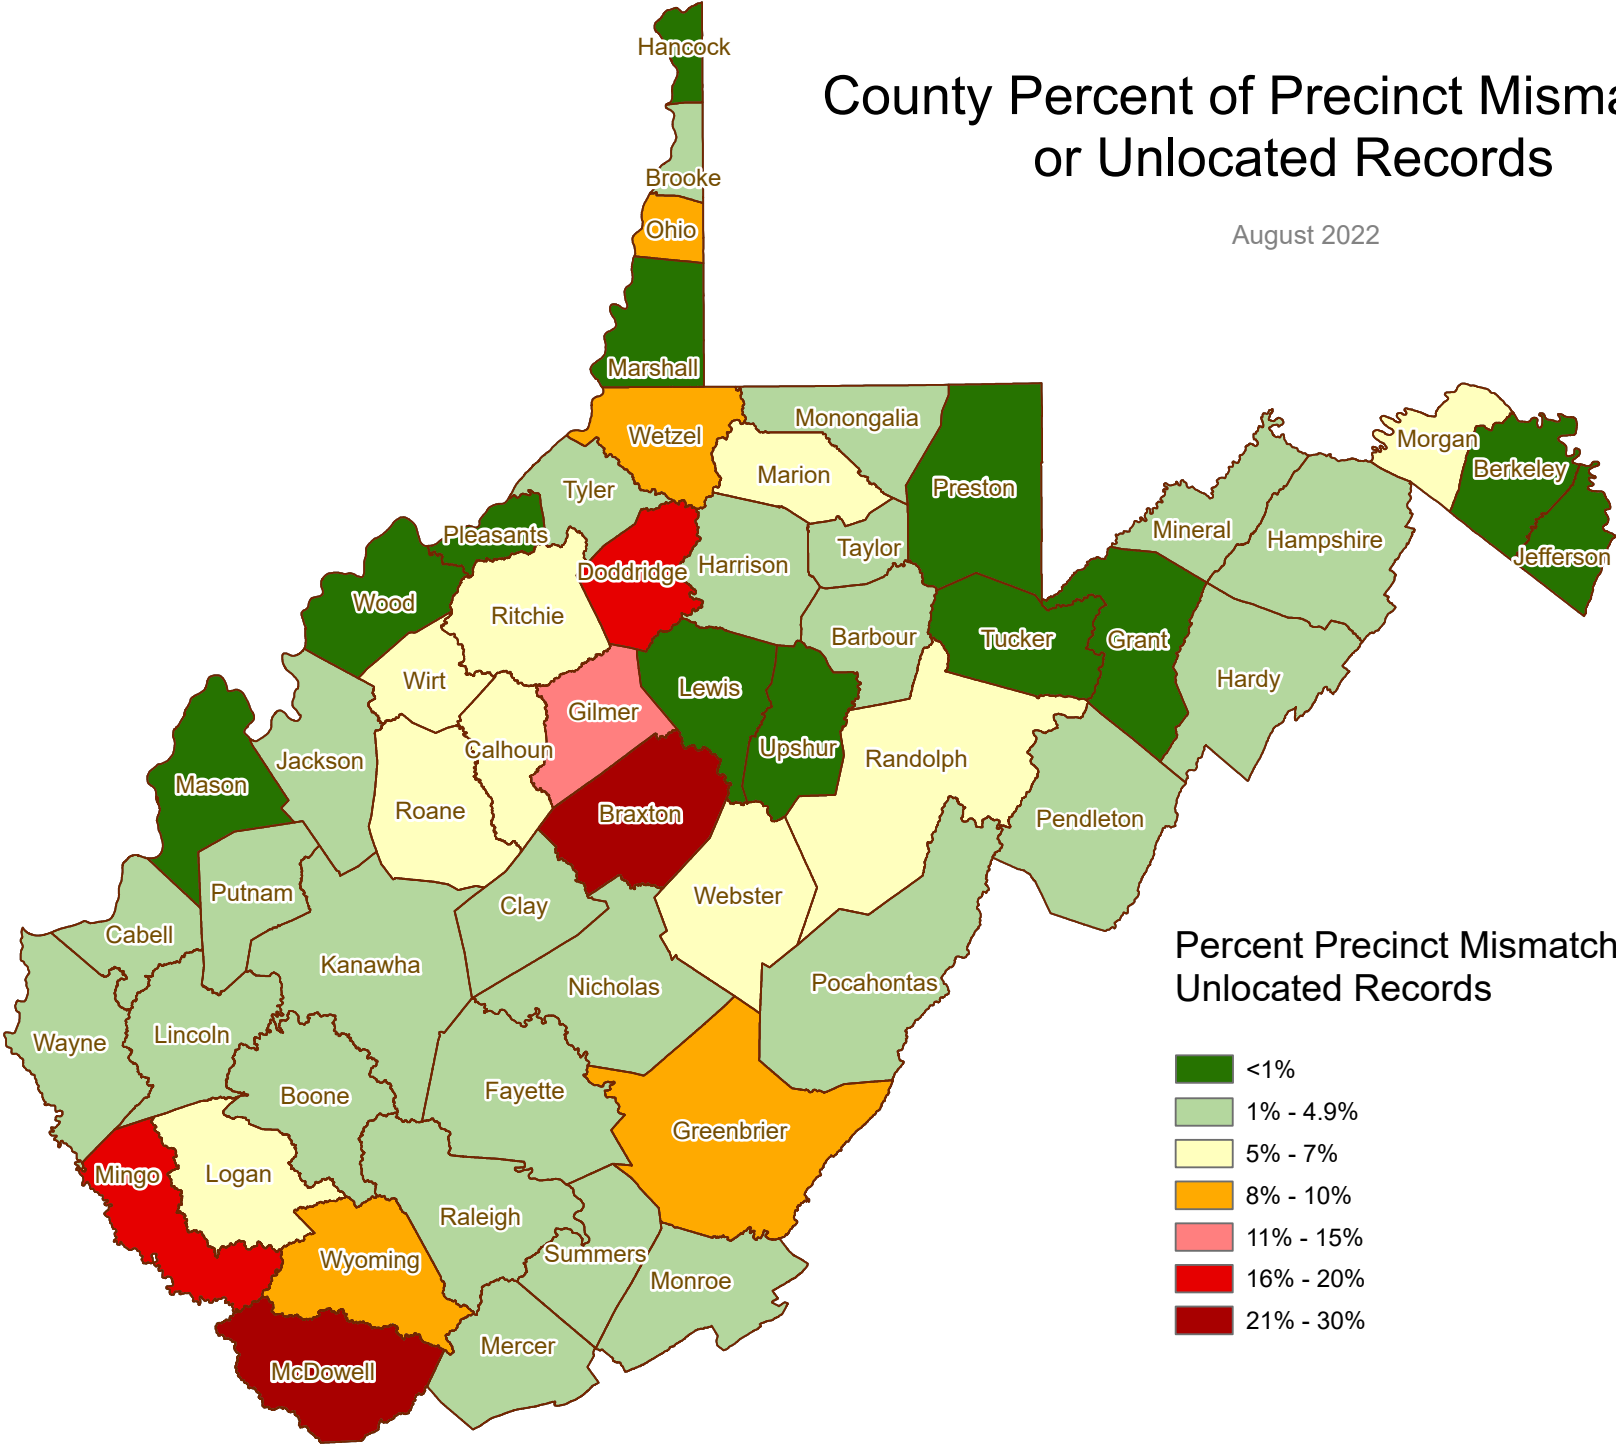 County Percent of Precinct Misma
or Unlocated Records
August 2022
Hancock
Brooke
Ohio
Marshall
Wetzel
Monongalia
Marion
Morgan
Berkeley
Tyler
Preston
Mineral
Hampshire
Pleasants
Taylor
Jefferson
Doddridge
Harrison
Wood
Ritchie
Barbour
Tucker
Grant
Hardy
Wirt
Lewis
Gilmer
Calhoun
Upshur
Jackson
Randolph
Mason
Roane
Braxton
Pendleton
Putnam
Webster
Clay
Cabell
Kanawha
Nicholas
Pocahontas
Wayne
Lincoln
Boone
Fayette
Greenbrier
Mingo
Logan
Raleigh
Wyoming
Summers
Monroe
Mercer
McDowell
Percent Precinct Mismatch
Unlocated Records
<1%
1% - 4.9%
5% - 7%
8% - 10%
11% - 15%
16% - 20%
21% - 30%